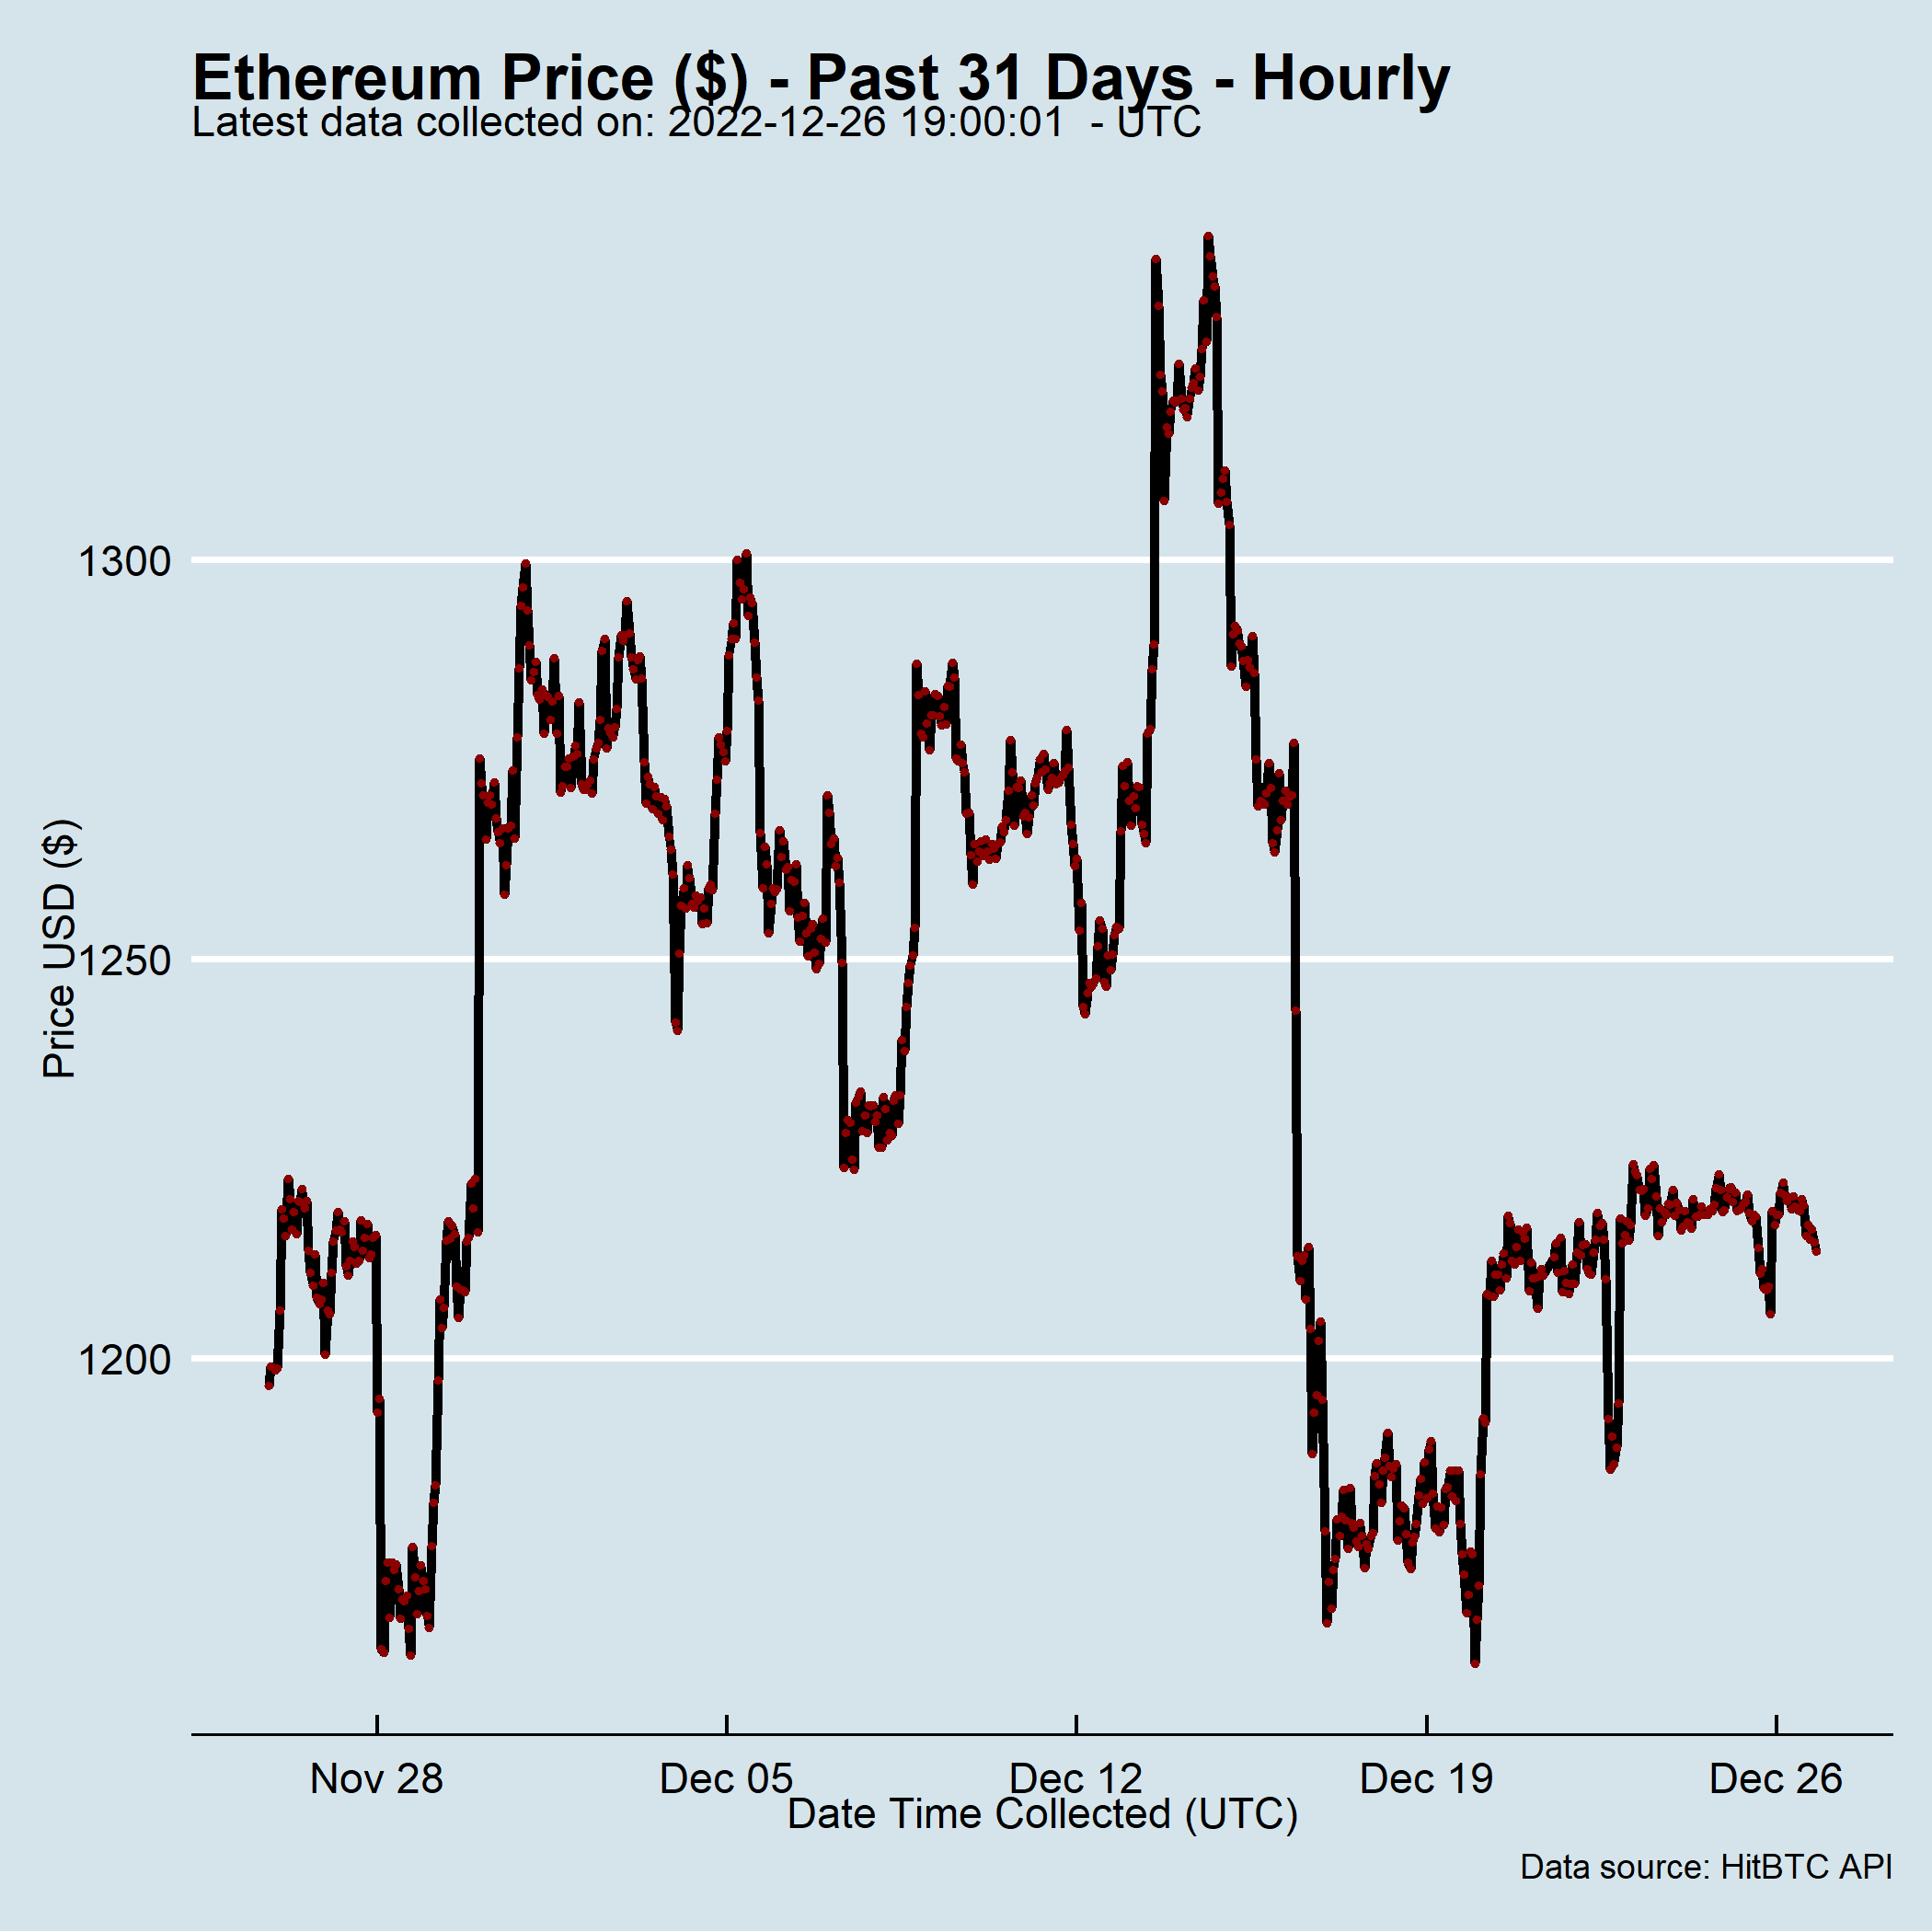 Ethereum Price ($) - Past 31 Days - Hourly
Latest data collected on: 2022-12-26 19:00:01  - UTC
Price USD ($)
1300
1250
1200
Nov 28 Dec 05 Dec 12 Dec 19 Dec 26
Date Time Collected (UTC)
Data source: HitBTC API